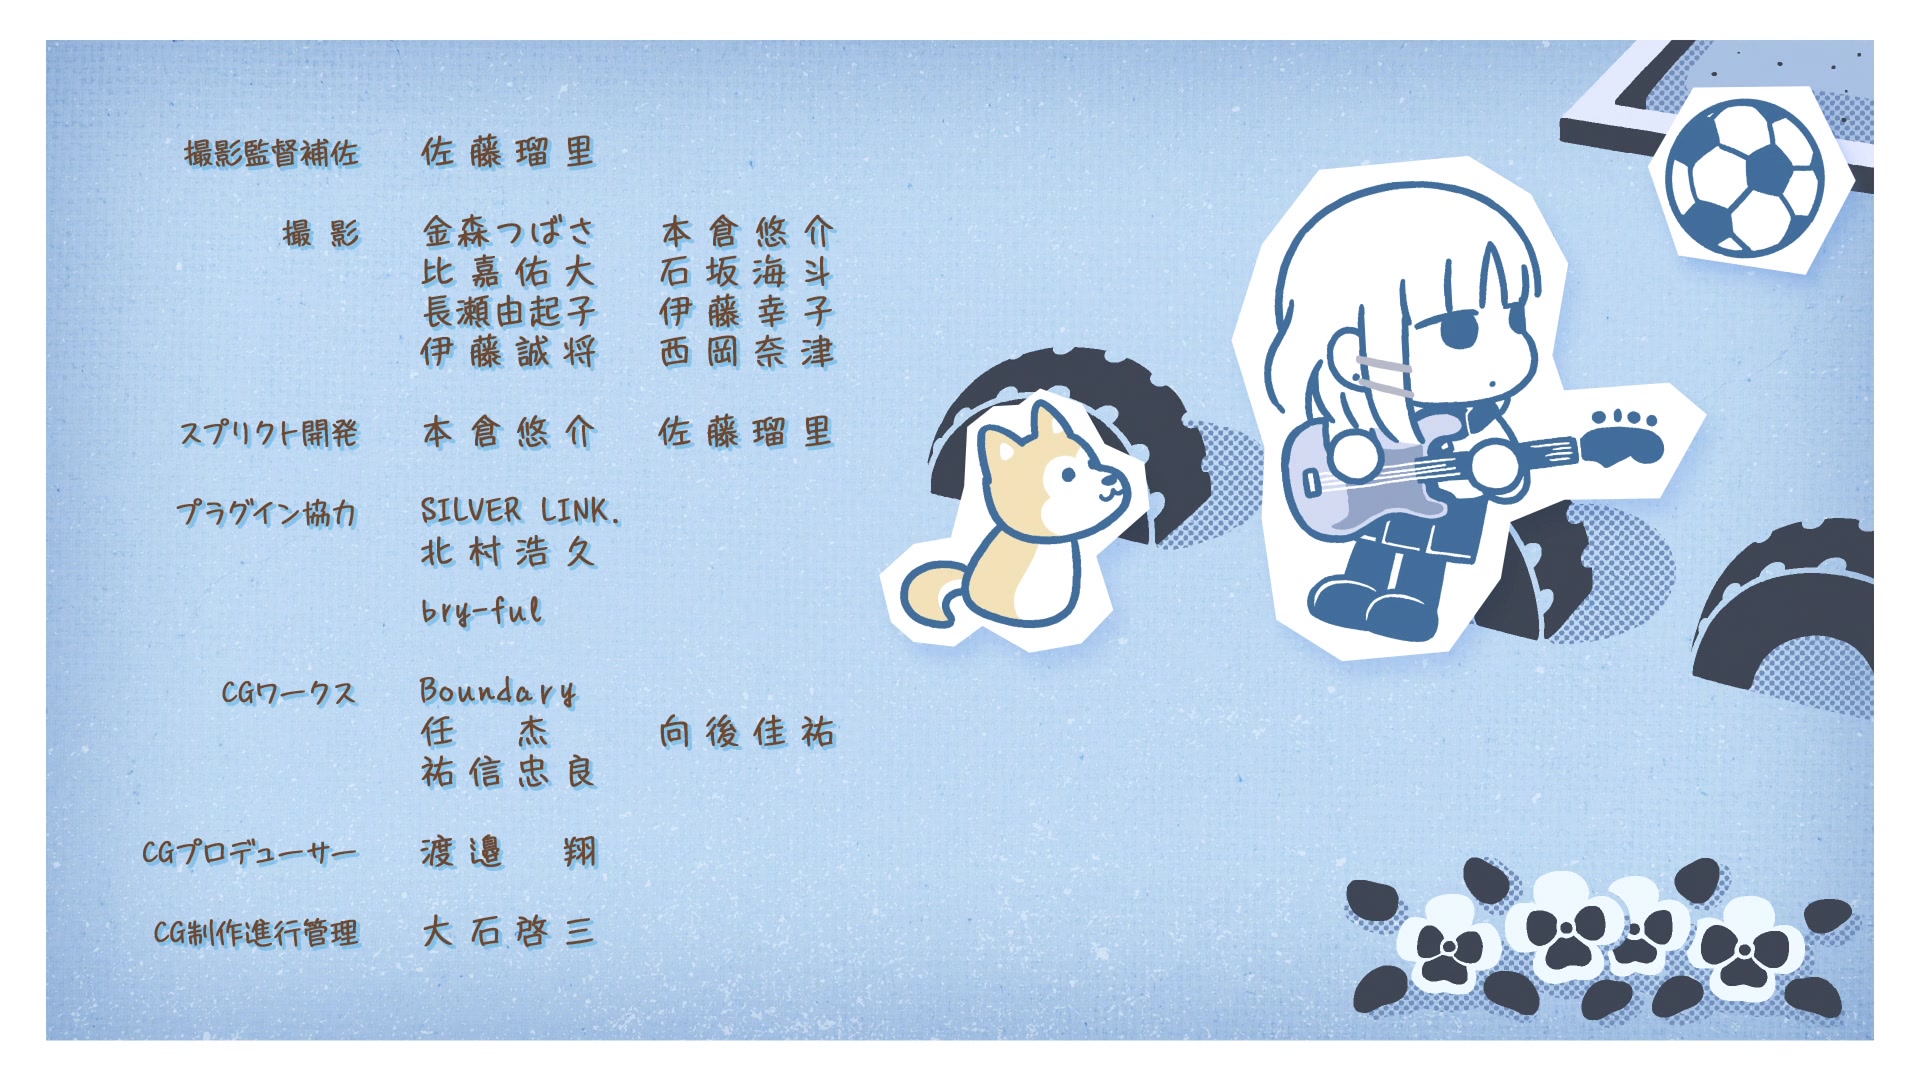 撮影監督補佐 佐藤瑠里
撮影 金森つばさ 本倉悠介
比嘉佑大 石坂海斗
長瀬由起子 伊藤幸子
伊藤誠将 西岡奈津
スプリクト開発 本倉悠介 佐藤瑠里
プラグイン協力 SILVER LINK.
北村浩久
bry-ful
CGワークス Boundary
任杰 向後佳祐
祐信忠良
CGプロデューサー 渡邉翔
CG制作進行管理 大石啓三